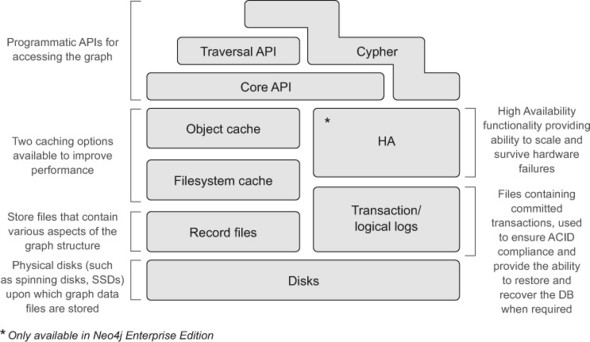 Programmatic APIs for
accessing the graph
Traversal API
Cypher
Core API
Two caching options
available to improve
performance
Object cache
Filesystem cache
*
HA
High Availability
functionality providing
ability to scale and
survive hardware
failures
Store files that contain
various aspects of the
graph structure
Record files
Transaction/
logical logs
Files containing
committed
transactions, used
to ensure ACID
compliance and
provide the ability
to restore and
recover the DB
when required
Physical disks (such
as spinning disks, SSDs)
upon which graph data
files are stored
Disks
* Only available in Neo4j Enterprise Edition